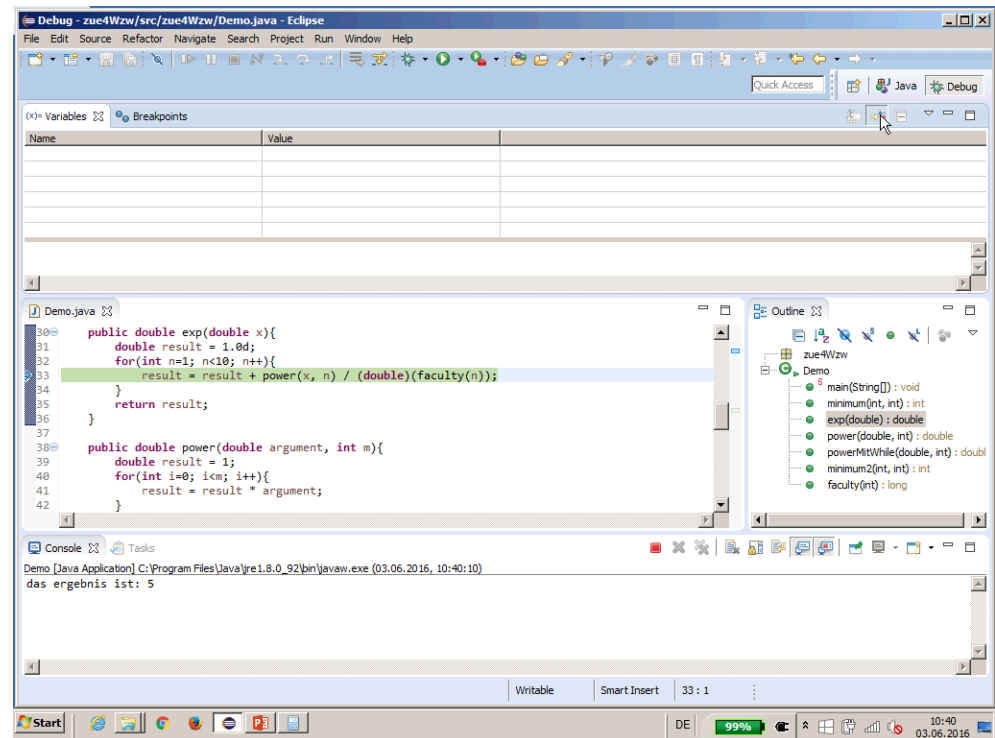 Debug - zue4Wzw/src/zue4Wzw/Demo.java - Eclipse
File Edit Source Refactor Navigate Search Project Run Window Help
Quick Access Java Debug
(x)= Variables Breakpoints
Name Value
Demo.java
30 public double exp(double x){
31 double result = 1.0d;
32 for(int n=1; n<10; n++){
33 result = result + power(x, n) / (double)(faculty(n));
34 }
35 return result;
36 }
37
38 public double power(double argument, int m){
39 double result = 1;
40 for(int i=0; i<m; i++){
41 result = result * argument;
42 }
Outline
zue4Wzw
Demo
main(String[]) : void
minimum(int, int) : int
exp(double) : double
power(double, int) : double
powerMitWhile(double, int) : doubl
minimum2(int, int) : int
faculty(int) : long
Console Tasks
Demo [Java Application] C:\Program Files\Java\jre1.8.0_92\bin\javaw.exe (03.06.2016, 10:40:10)
das ergebnis ist: 5
Writable Smart Insert 33 : 1
Start DE 99% 10:40
03.06.2016